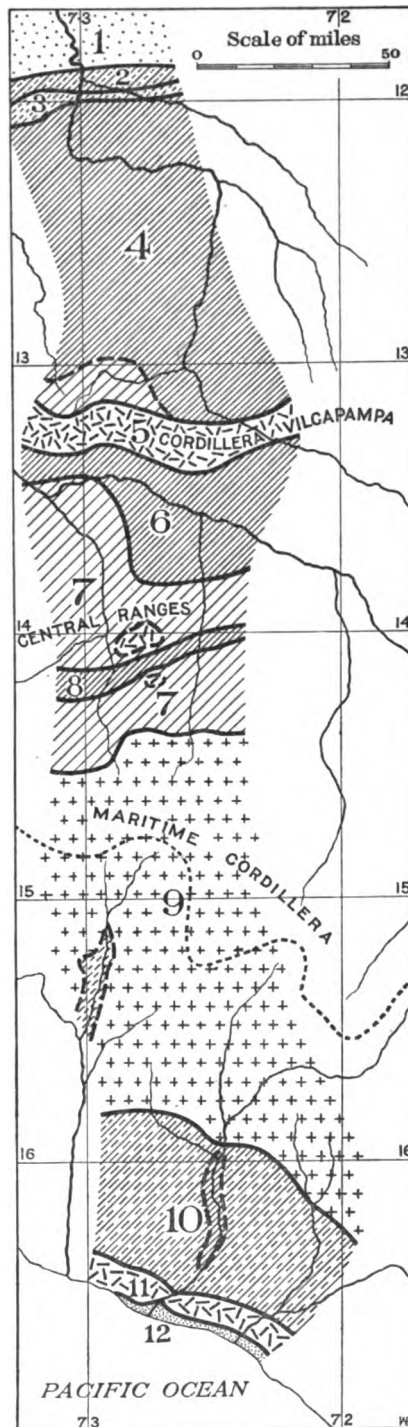 73 72
1
Scale of miles
0 50
2
12
3
4
13 13
5 CORDILLERA VILCAPAMPA
6
7
CENTRAL RANGES
14 14
8
7
MARITIME
CORDILLERA
15 15
9
16 16
10
11
12
PACIFIC OCEAN
73 72 W